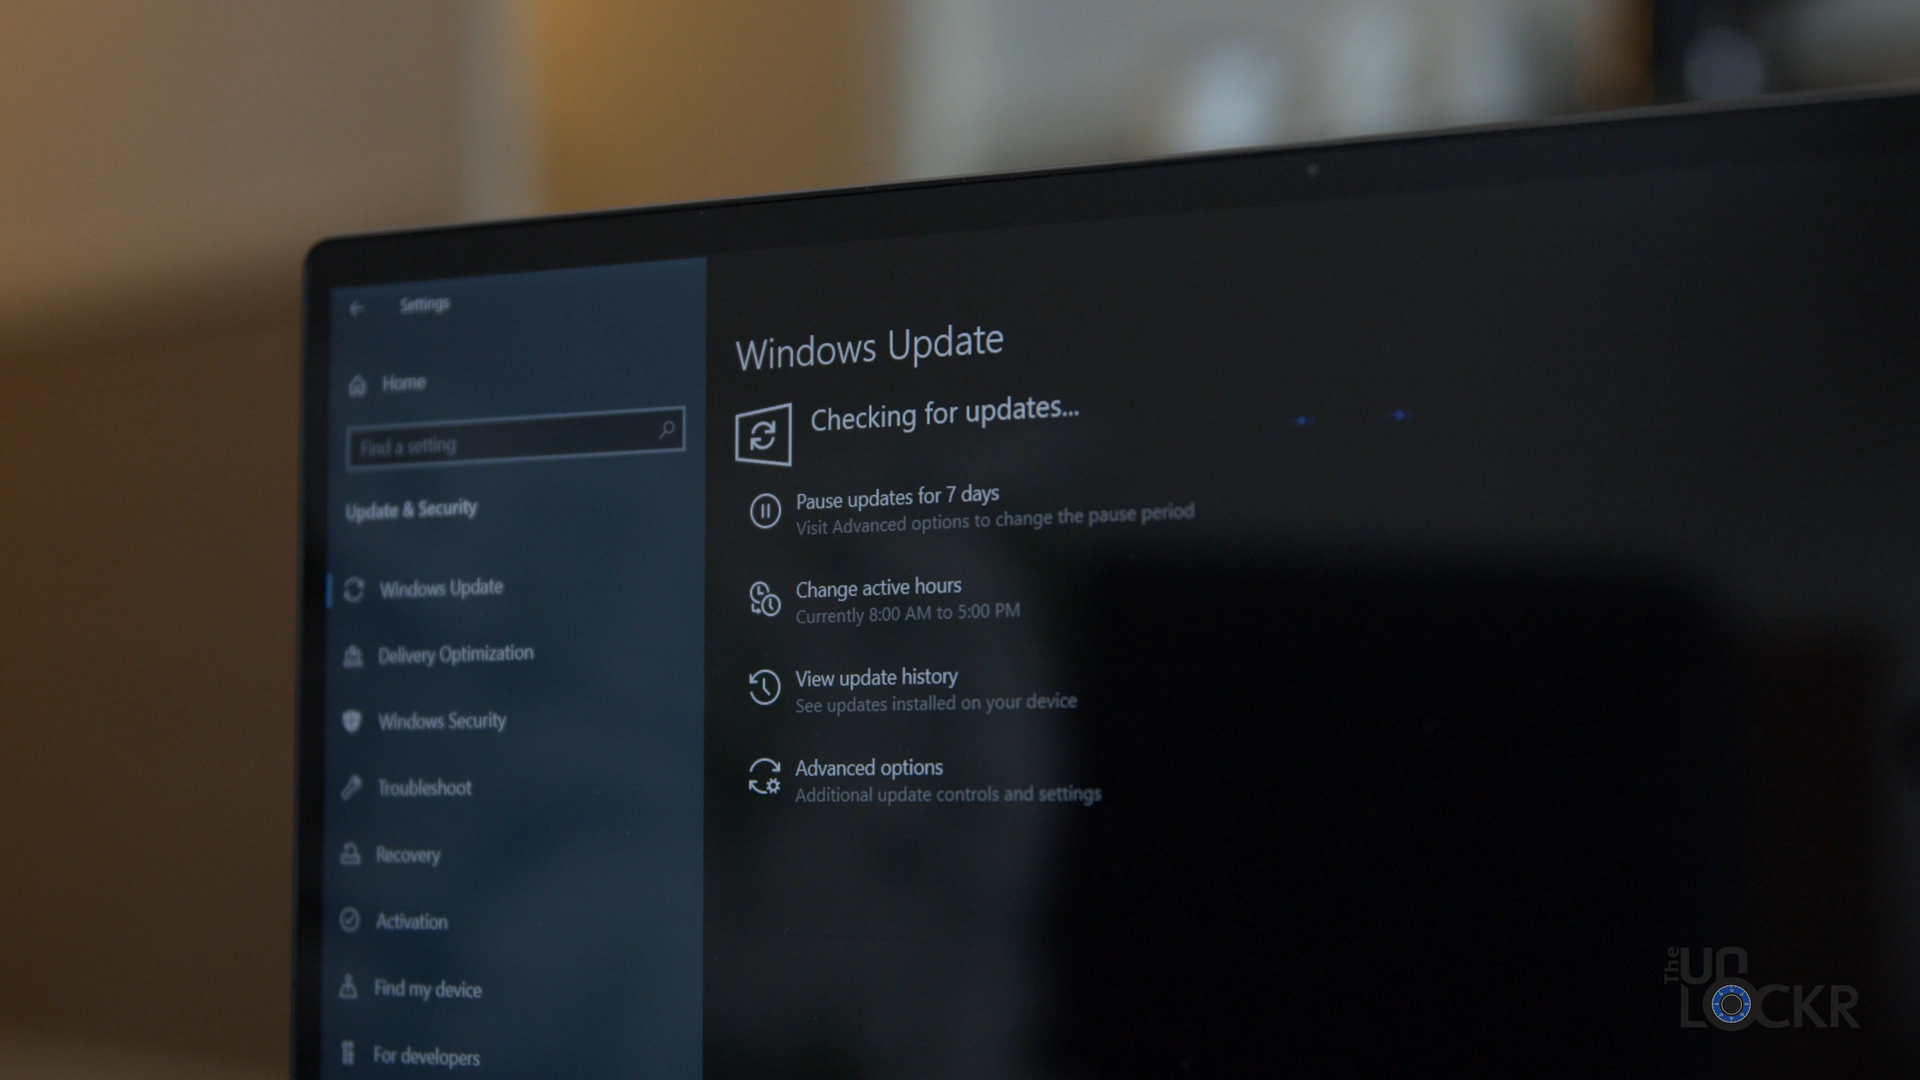 Settings
Home
Find a setting
Update & Security
Windows Update
Delivery Optimization
Windows Security
Troubleshoot
Recovery
Activation
Find my device
For developers
Windows Update
Checking for updates...
Pause updates for 7 days
Visit Advanced options to change the pause period
Change active hours
Currently 8:00 AM to 5:00 PM
View update history
See updates installed on your device
Advanced options
Additional update controls and settings
The
Un
LOCKR